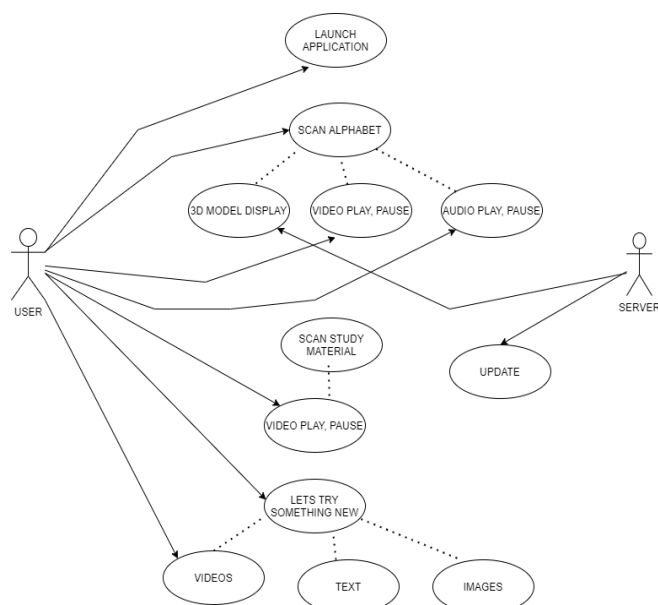 LAUNCH
APPLICATION
SCAN ALPHABET
3D MODEL DISPLAY
VIDEO PLAY, PAUSE
AUDIO PLAY, PAUSE
USER
SERVER
SCAN STUDY
MATERIAL
UPDATE
VIDEO PLAY, PAUSE
LETS TRY
SOMETHING NEW
VIDEOS
TEXT
IMAGES